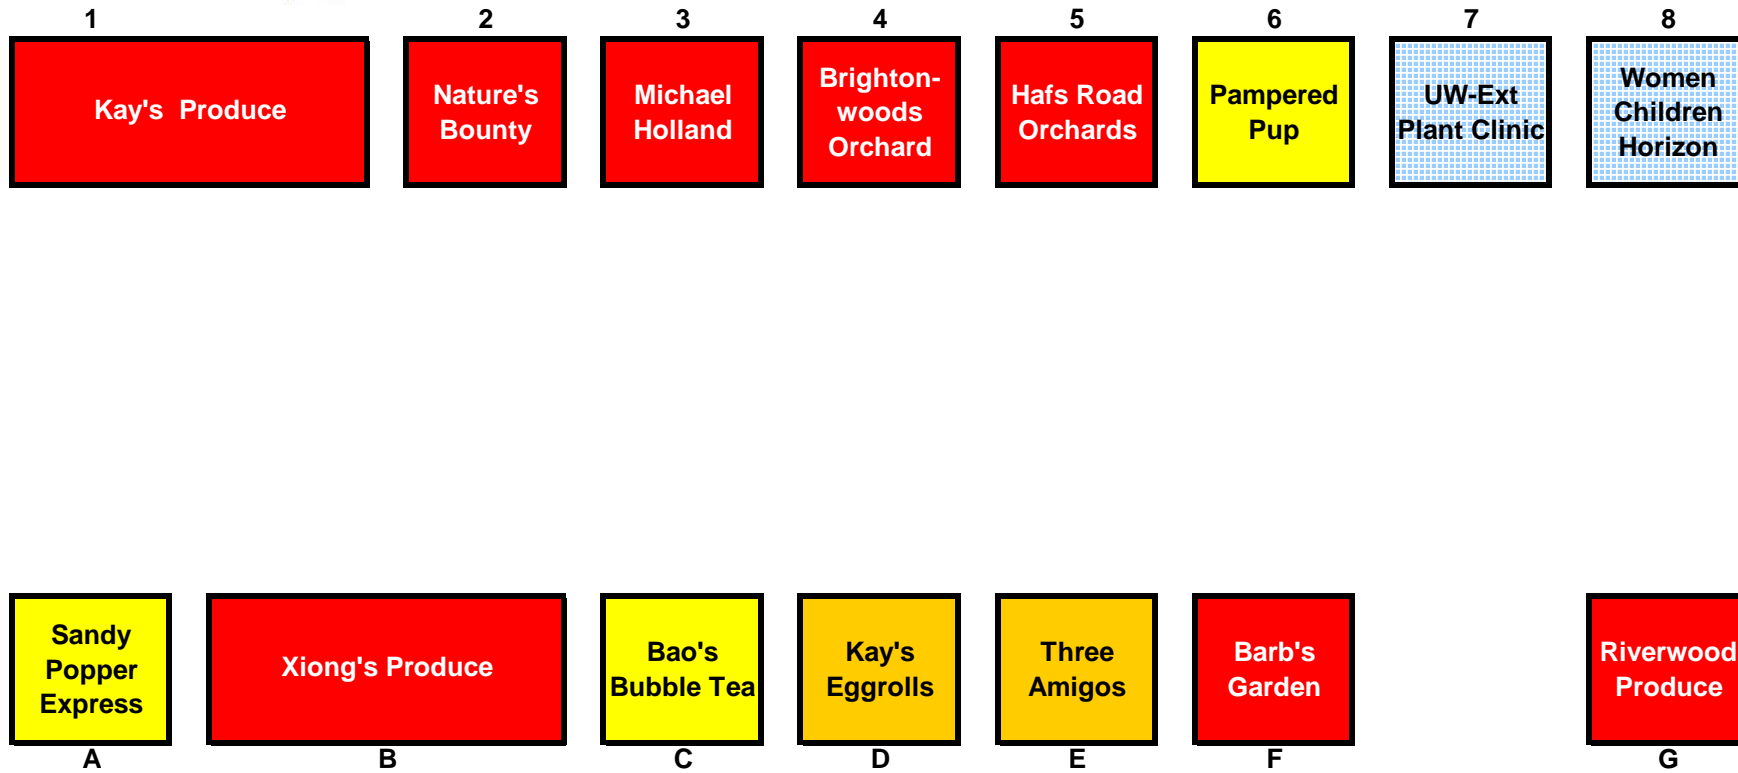 1 2 3 4 5 6 7 8
Kay's  Produce
Nature's
Bounty
Michael
Holland
Brighton-
woods
Orchard
Hafs Road
Orchards
Pampered
Pup
UW-Ext
Plant Clinic
Women
Children
Horizon
Sandy
Popper
Express
Xiong's Produce
Bao's
Bubble Tea
Kay's
Eggrolls
Three
Amigos
Barb's
Garden
Riverwood
Produce
A B C D E F G